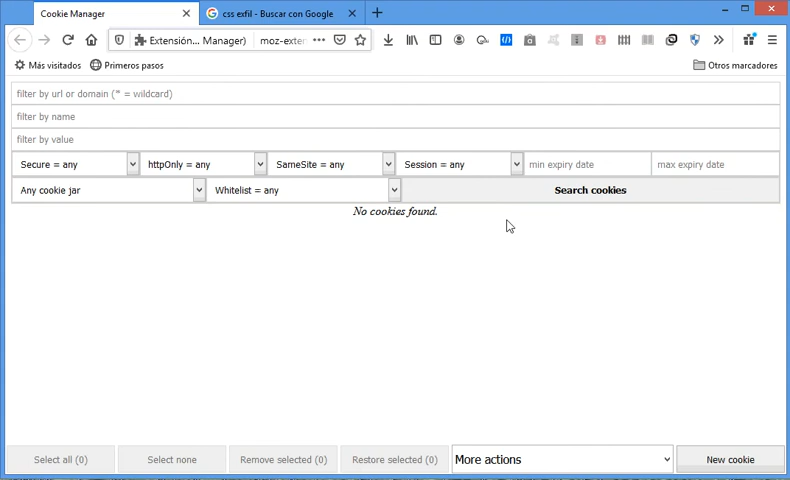 Cookie Manager
css exfil - Buscar con Google
Extensión... Manager)
moz-exter
Más visitados
Primeros pasos
Otros marcadores
filter by url or domain (* = wildcard)
filter by name
filter by value
Secure = any
httpOnly = any
SameSite = any
Session = any
min expiry date
max expiry date
Any cookie jar
Whitelist = any
Search cookies
No cookies found.
Select all (0)
Select none
Remove selected (0)
Restore selected (0)
More actions
New cookie